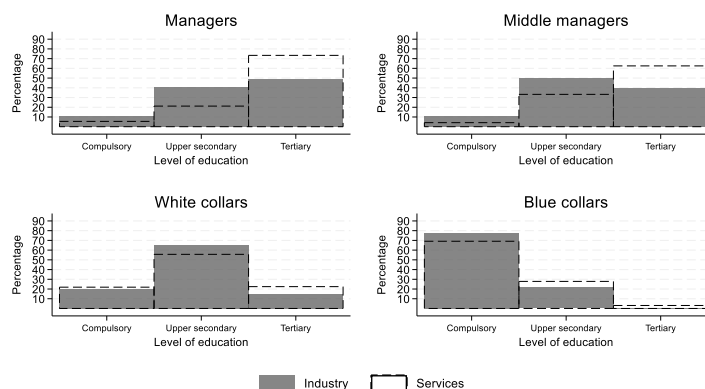 Managers
Percentage
90
80
70
60
50
40
30
20
10
Compulsory Upper secondary Tertiary
Level of education
Middle managers
Percentage
90
80
70
60
50
40
30
20
10
Compulsory Upper secondary Tertiary
Level of education
White collars
Percentage
90
80
70
60
50
40
30
20
10
Compulsory Upper secondary Tertiary
Level of education
Blue collars
Percentage
90
80
70
60
50
40
30
20
10
Compulsory Upper secondary Tertiary
Level of education
Industry Services